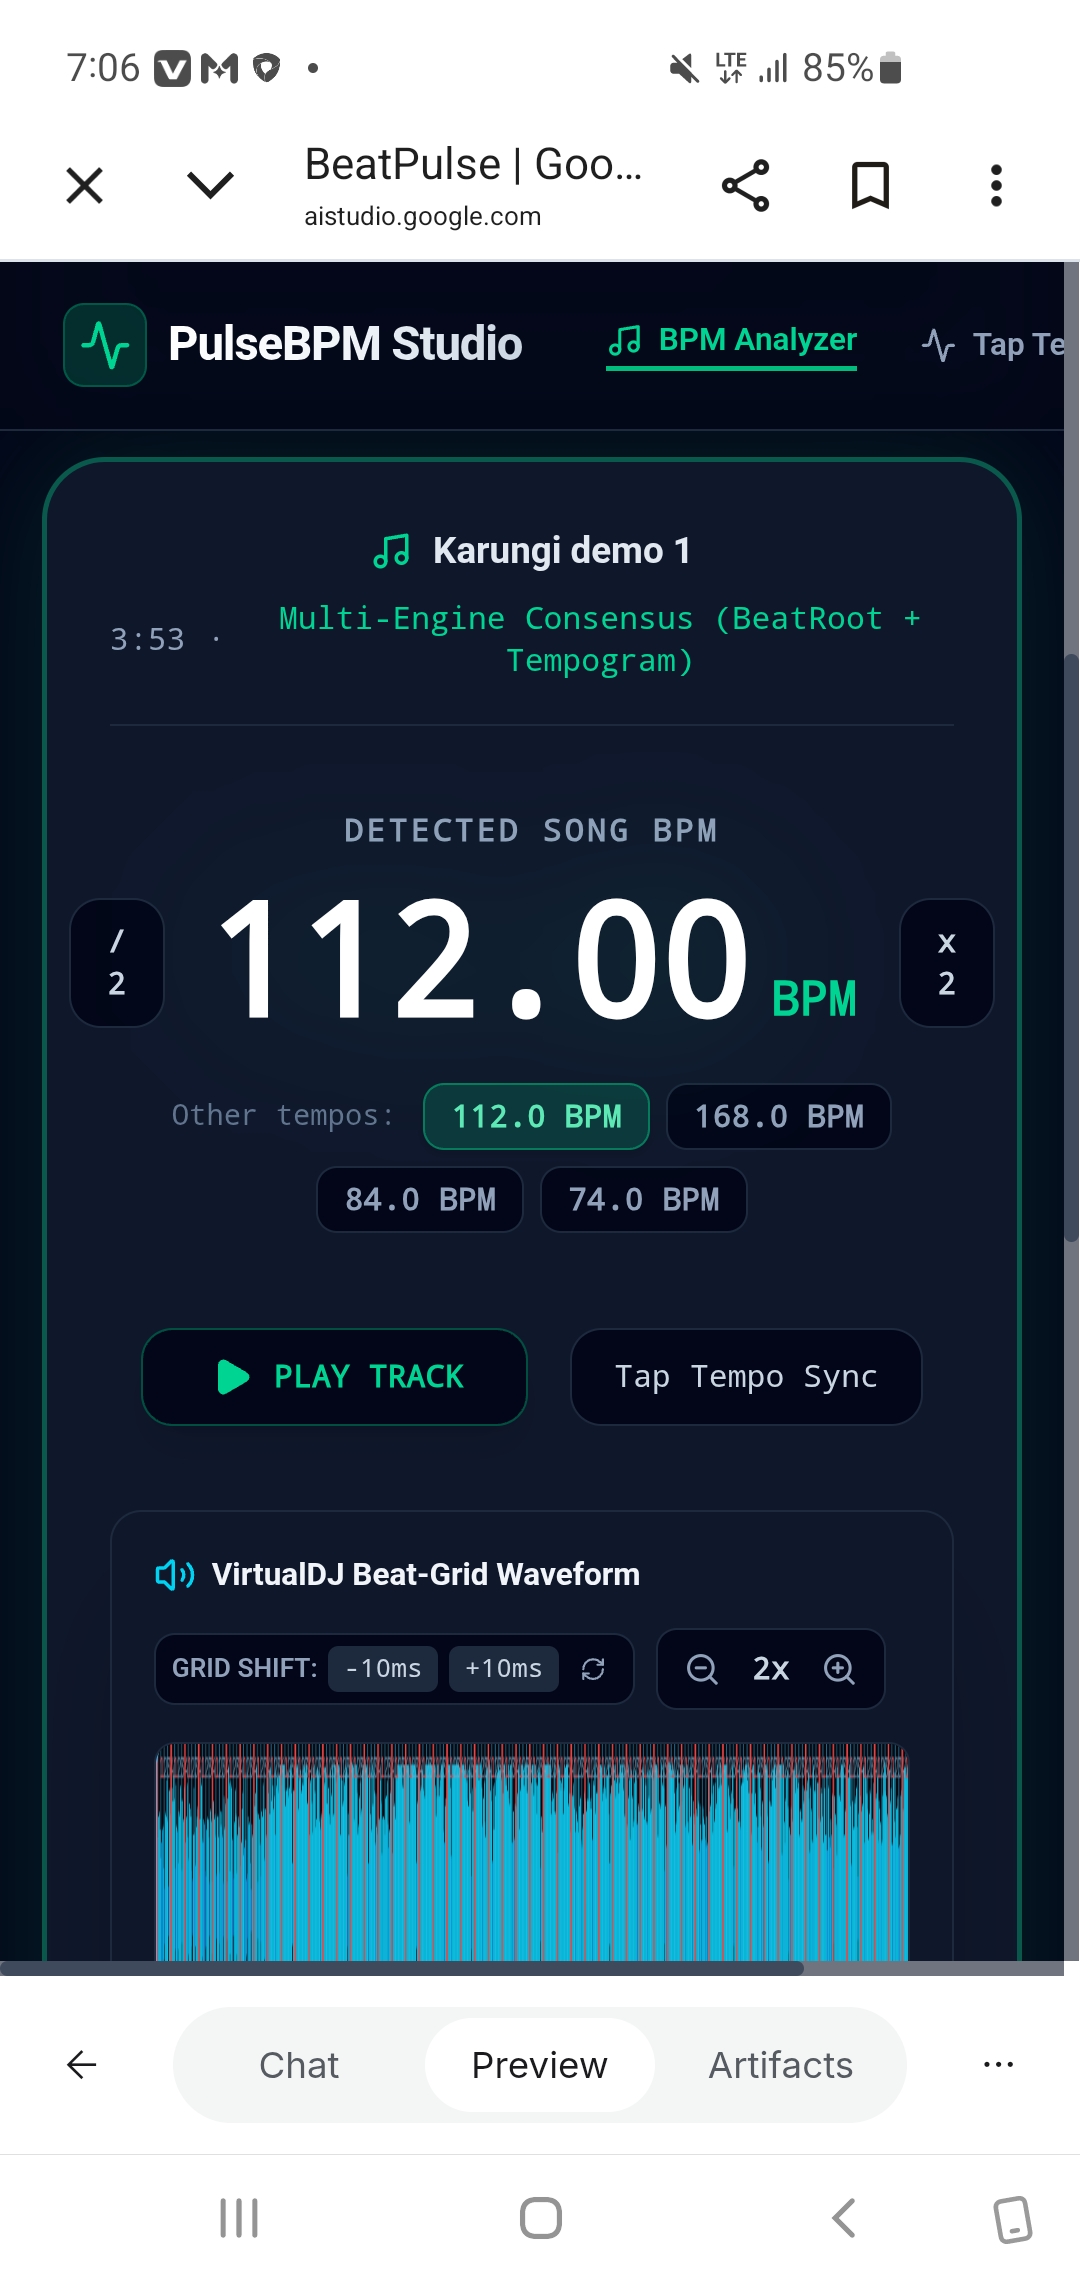 7:06
LTE
85%
BeatPulse | Goo...
aistudio.google.com
PulseBPM Studio
BPM Analyzer
Tap Te
Karungi demo 1
3:53 ·
Multi-Engine Consensus (BeatRoot +
Tempogram)
DETECTED SONG BPM
/
2
112.00 BPM
x
2
Other tempos:
112.0 BPM
168.0 BPM
84.0 BPM
74.0 BPM
PLAY TRACK
Tap Tempo Sync
VirtualDJ Beat-Grid Waveform
GRID SHIFT:
-10ms
+10ms
2x
Chat
Preview
Artifacts